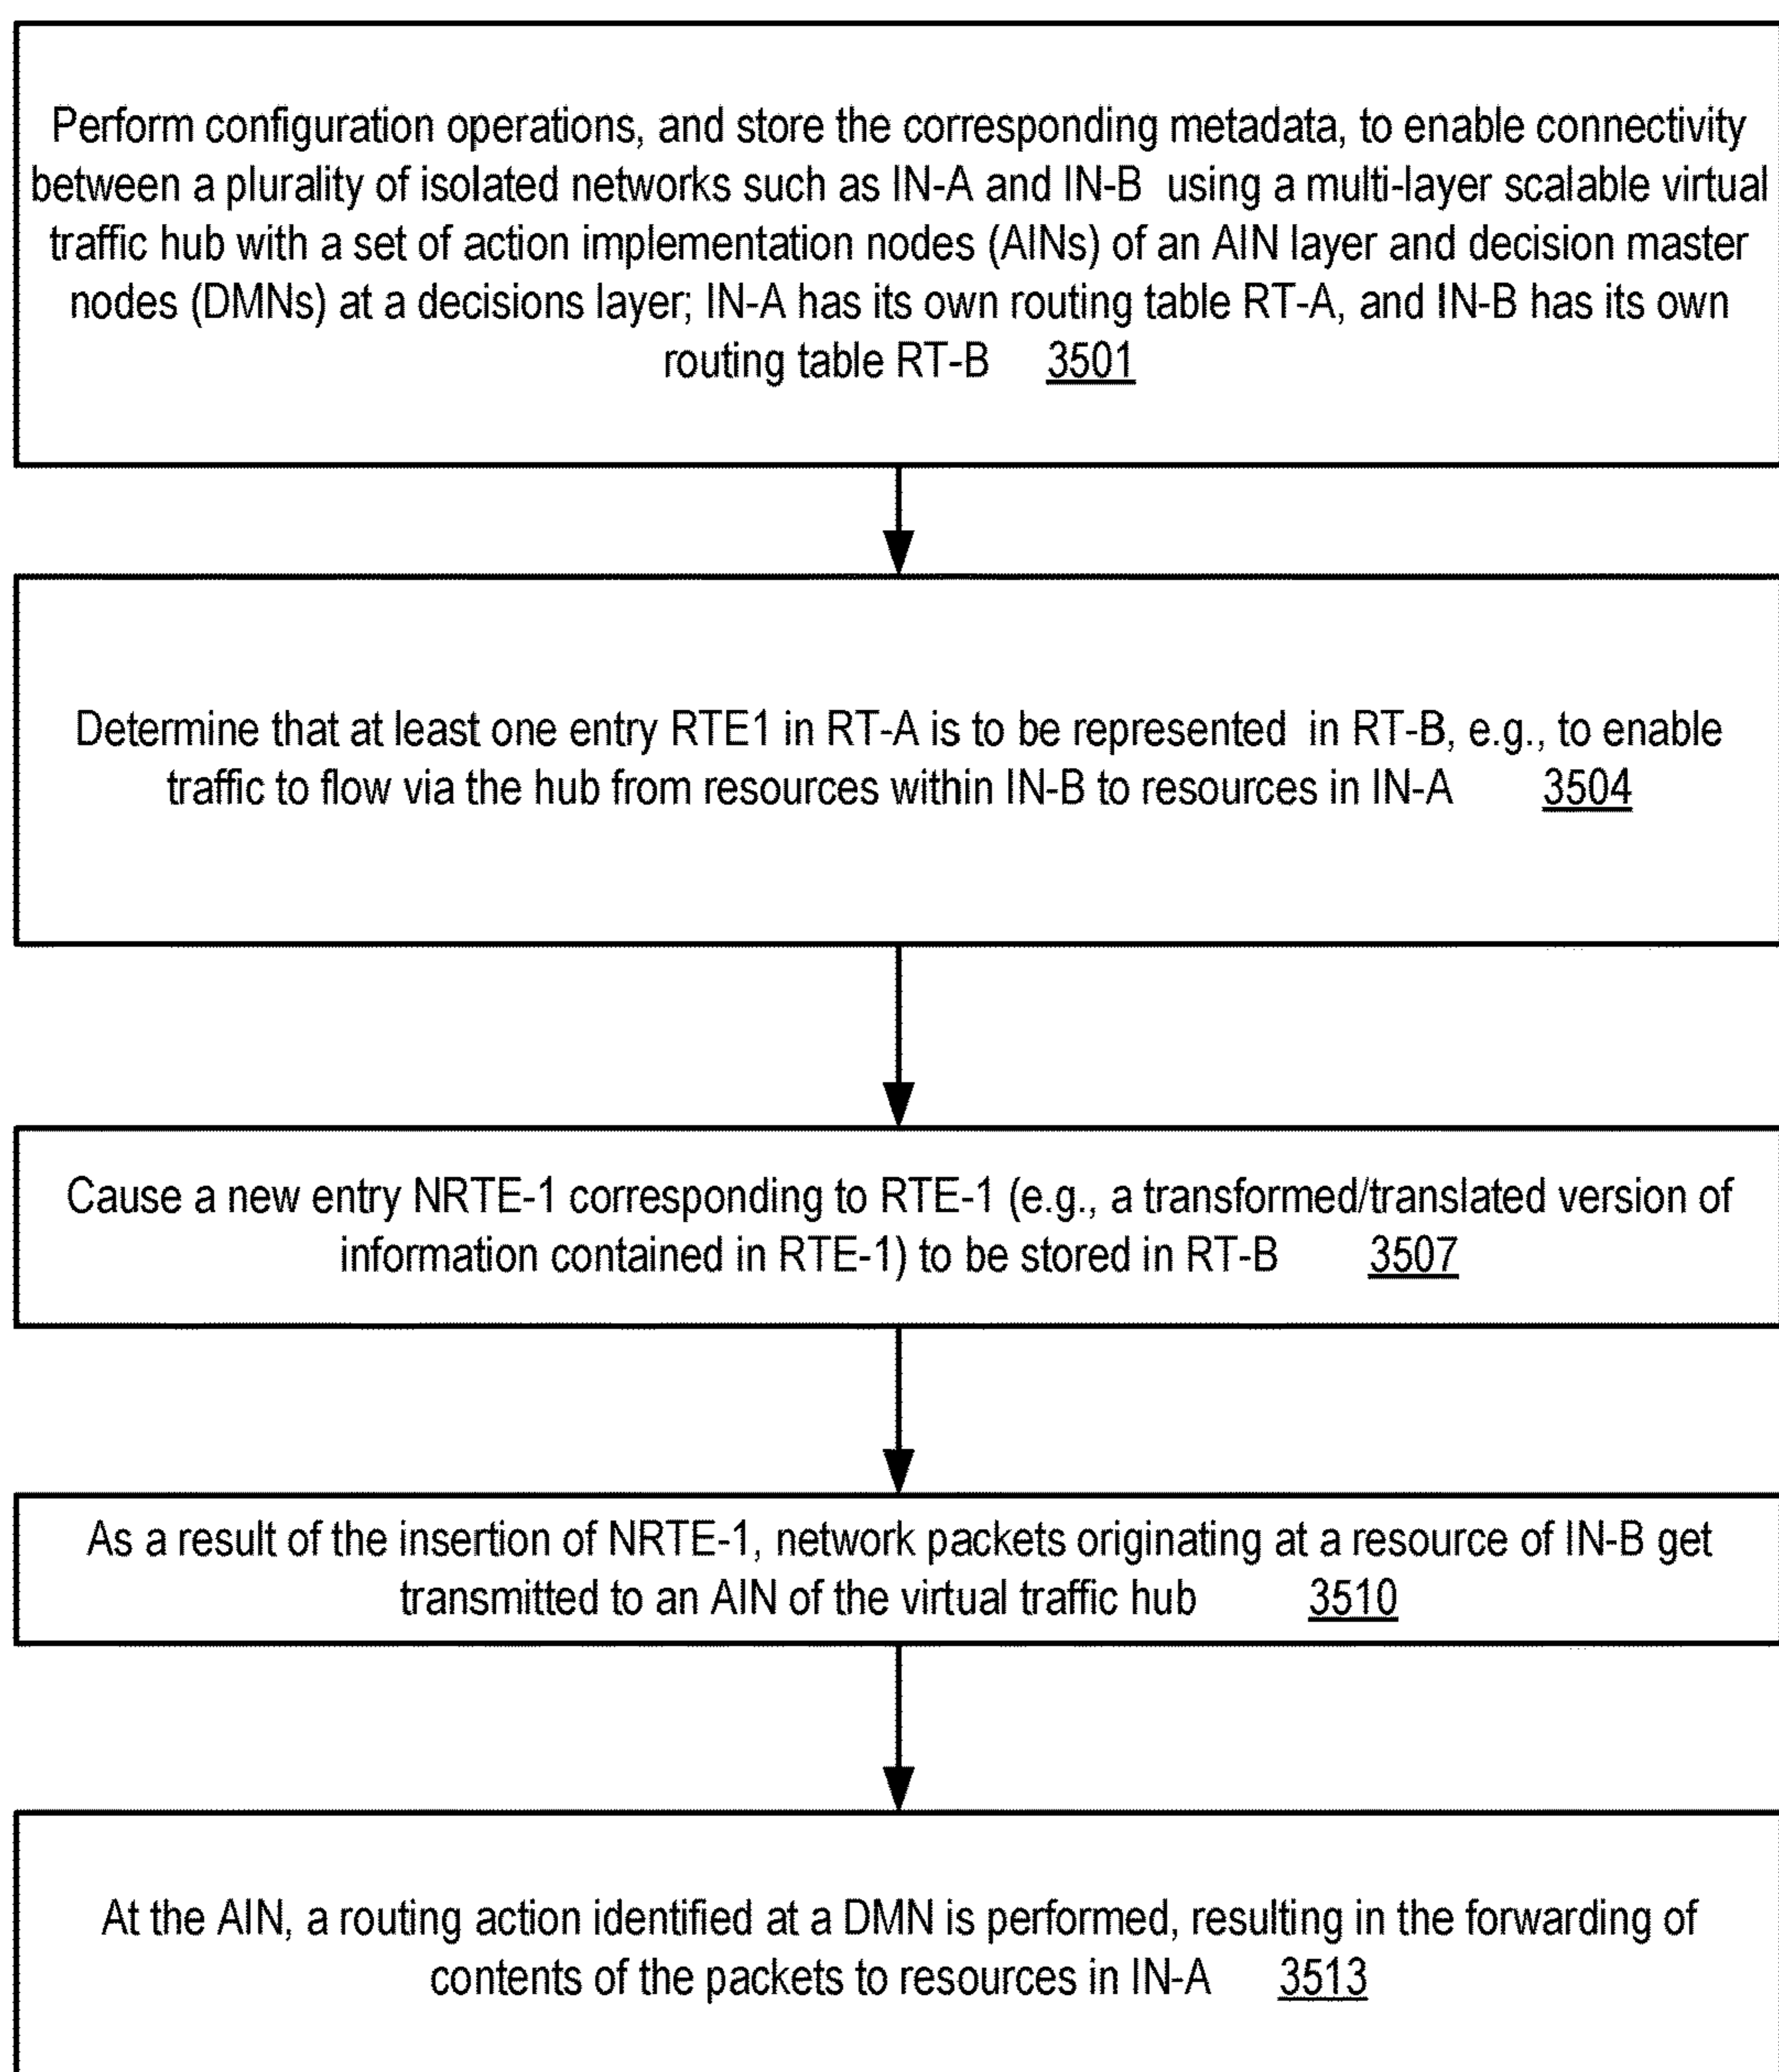 Perform configuration operations, and store the corresponding metadata, to enable connectivity
between a plurality of isolated networks such as IN-A and IN-B using a multi-layer scalable virtual
traffic hub with a set of action implementation nodes (AINs) of an AIN layer and decision master
nodes (DMNs) at a decisions layer; IN-A has its own routing table RT-A, and IN-B has its own
routing table RT-B 3501
Determine that at least one entry RTE1 in RT-A is to be represented in RT-B, e.g., to enable
traffic to flow via the hub from resources within IN-B to resources in IN-A 3504
Cause a new entry NRTE-1 corresponding to RTE-1 (e.g., a transformed/translated version of
information contained in RTE-1) to be stored in RT-B 3507
As a result of the insertion of NRTE-1, network packets originating at a resource of IN-B get
transmitted to an AIN of the virtual traffic hub 3510
At the AIN, a routing action identified at a DMN is performed, resulting in the forwarding of
contents of the packets to resources in IN-A 3513